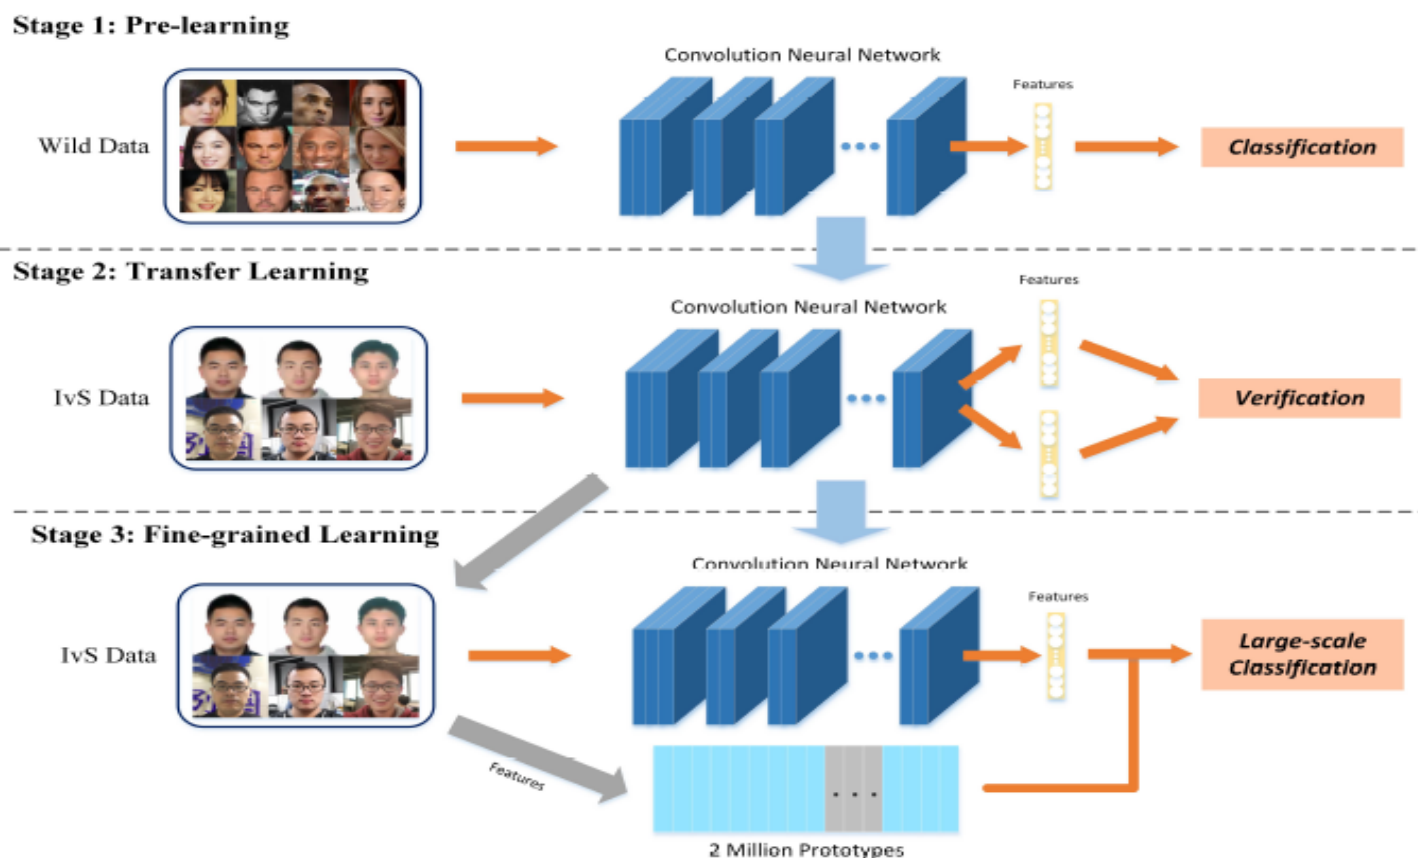 Stage 1: Pre-learning
Convolution Neural Network
Features
Wild Data
Classification
Stage 2: Transfer Learning
Features
Convolution Neural Network
IvS Data
Verification
Stage 3: Fine-grained Learning
Convolution Neural Network
Features
IvS Data
Large-scale
Classification
Features
2 Million Prototypes